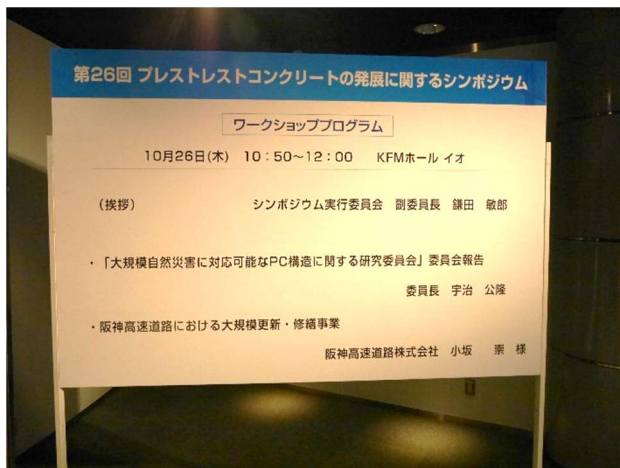 第26回 プレストレストコンクリートの発展に関するシンポジウム
ワークショッププログラム
10月26日(木) 10:50~12:00 KFMホール イオ
(挨拶) シンポジウム実行委員会 副委員長 鎌田 敏郎
・「大規模自然災害に対応可能なPC構造に関する研究委員会」委員会報告
委員長 宇治 公隆
・阪神高速道路における大規模更新・修繕事業
阪神高速道路株式会社 小坂 崇 様